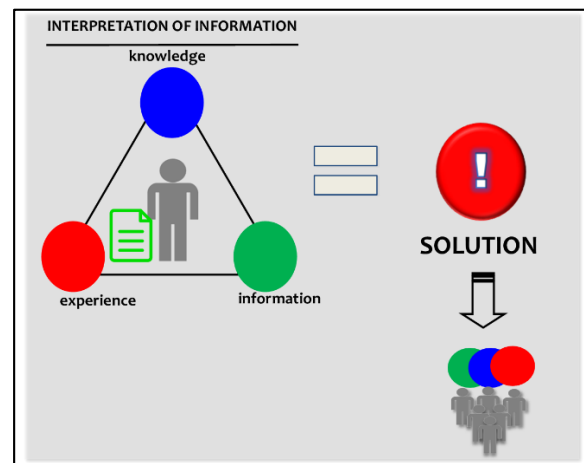 INTERPRETATION OF INFORMATION
knowledge
experience
information
!
SOLUTION